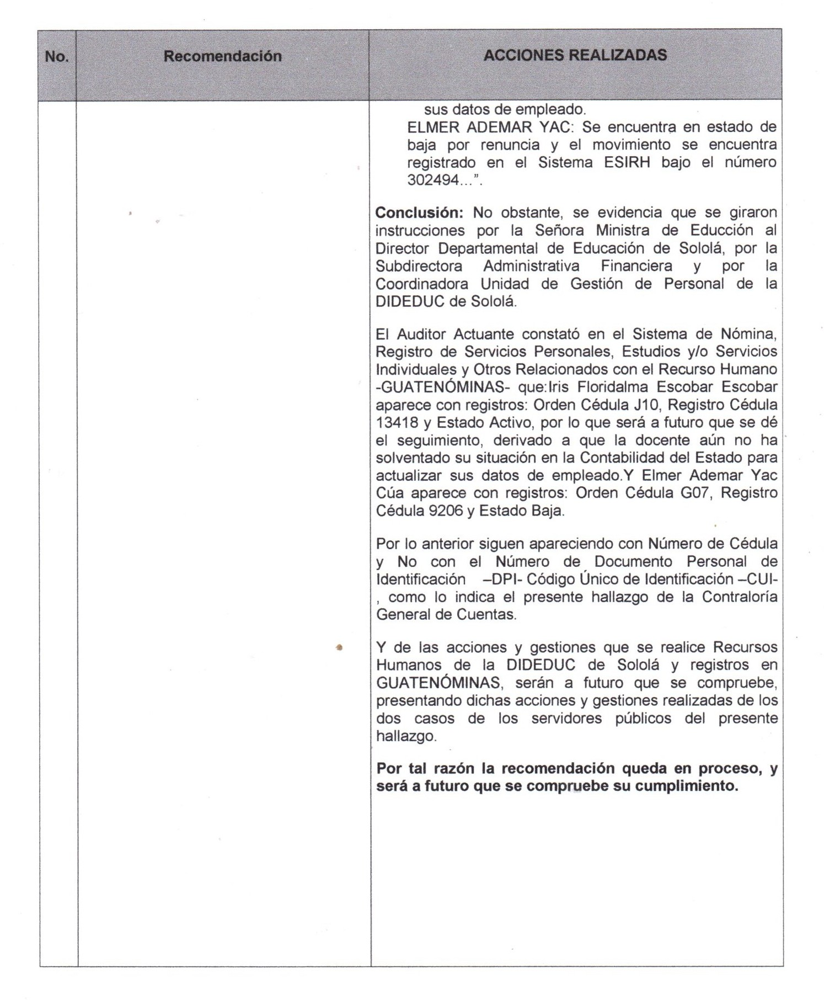 No.
Recomendación
ACCIONES REALIZADAS
sus datos de empleado.
ELMER ADEMAR YAC: Se encuentra en estado de
baja por renuncia y el movimiento se encuentra
registrado en el Sistema ESIRH bajo el número
302494...”.
Conclusión: No obstante, se evidencia que se giraron
instrucciones por la Señora Ministra de Educción al
Director Departamental de Educación de Sololá, por la
Subdirectora Administrativa Financiera y por la
Coordinadora Unidad de Gestión de Personal de la
DIDEDUC de Sololá.
El Auditor Actuante constató en el Sistema de Nómina,
Registro de Servicios Personales, Estudios y/o Servicios
Individuales y Otros Relacionados con el Recurso Humano
-GUATENÓMINAS- que:Iris Floridalma Escobar Escobar
aparece con registros: Orden Cédula J10, Registro Cédula
13418 y Estado Activo, por lo que será a futuro que se dé
el seguimiento, derivado a que la docente aún no ha
solventado su situación en la Contabilidad del Estado para
actualizar sus datos de empleado.Y Elmer Ademar Yac
Cúa aparece con registros: Orden Cédula G07, Registro
Cédula 9206 y Estado Baja.
Por lo anterior siguen apareciendo con Número de Cédula
y No con el Número de Documento Personal de
Identificación –DPI- Código Único de Identificación –CUI-
, como lo indica el presente hallazgo de la Contraloría
General de Cuentas.
Y de las acciones y gestiones que se realice Recursos
Humanos de la DIDEDUC de Sololá y registros en
GUATENÓMINAS, serán a futuro que se compruebe,
presentando dichas acciones y gestiones realizadas de los
dos casos de los servidores públicos del presente
hallazgo.
Por tal razón la recomendación queda en proceso, y
será a futuro que se compruebe su cumplimiento.